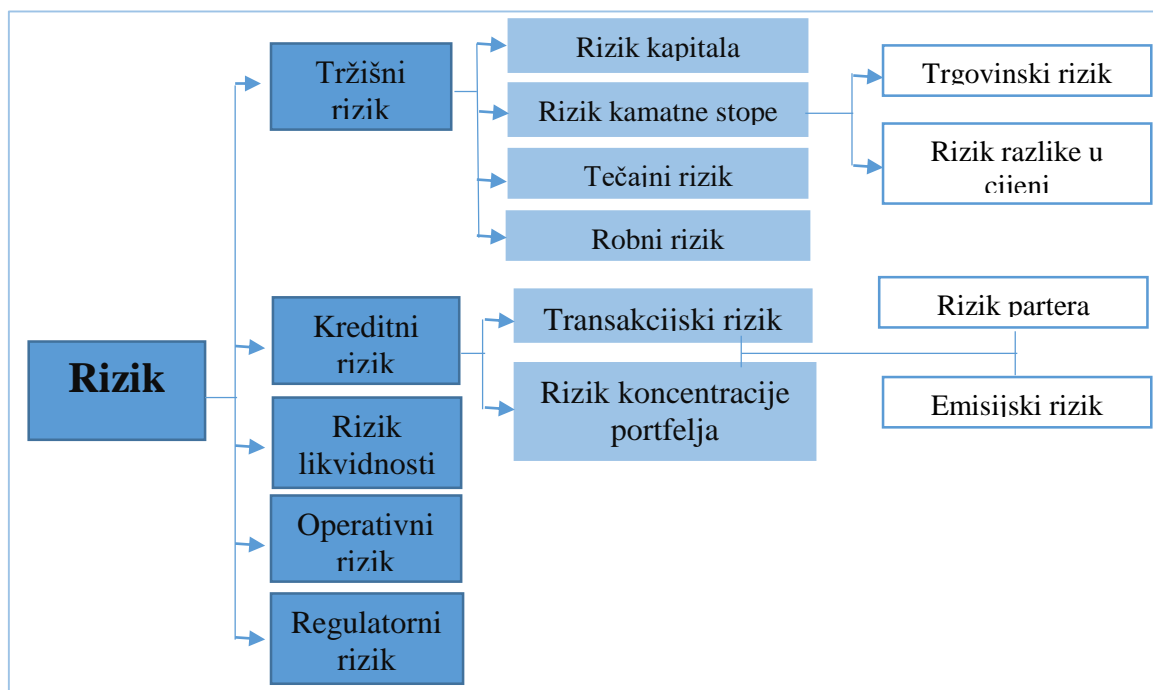 Rizik
Tržišni
rizik
Rizik kapitala
Rizik kamatne stope
Trgovinski rizik
Rizik razlike u
cijeni
Tečajni rizik
Robni rizik
Kreditni
rizik
Transakcijski rizik
Rizik koncentracije
portfelja
Rizik partera
Emisijski rizik
Rizik
likvidnosti
Operativni
rizik
Regulatorni
rizik